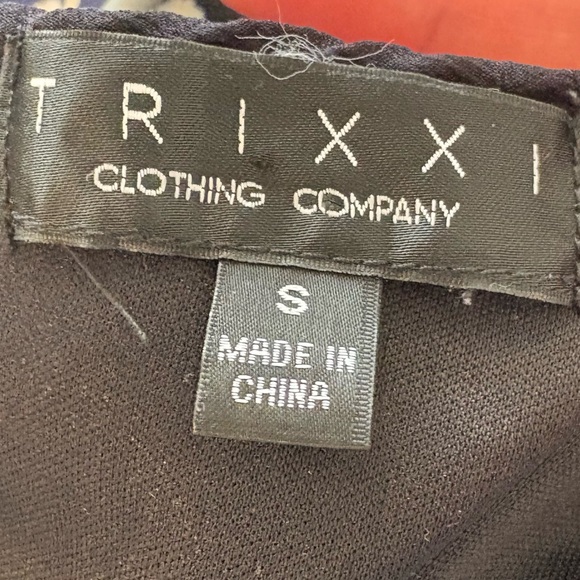 TRIXXI
CLOTHING COMPANY
S
MADE IN
CHINA